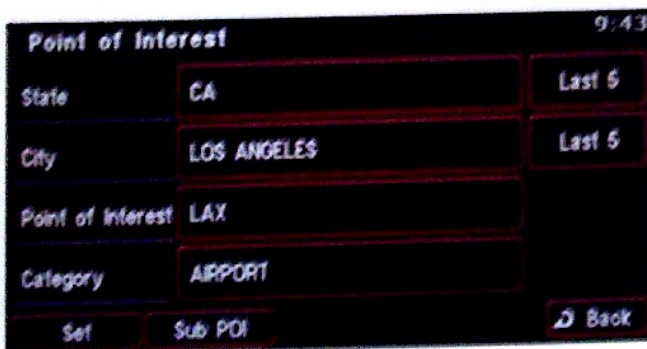 Point of Interest 9:43
State CA Last 5
City LOS ANGELES Last 5
Point of Interest LAX
Category AIRPORT
Set Sub POI Back